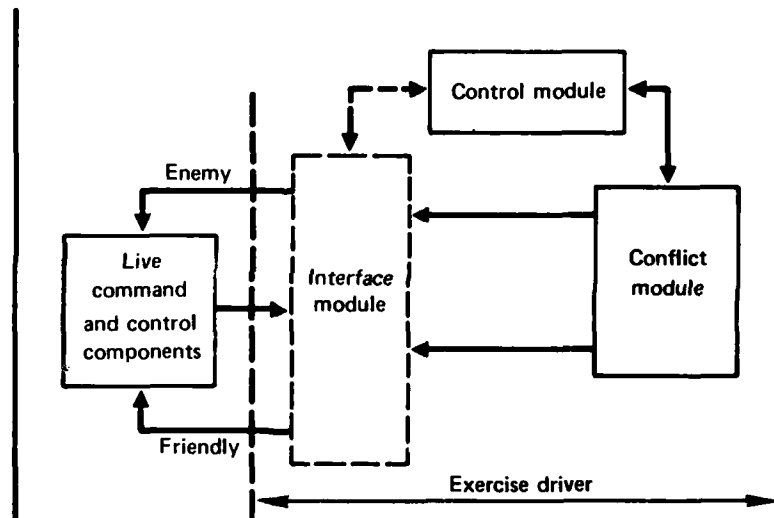 Control module
Enemy
Live
command
and control
components
Interface
module
Conflict
module
Friendly
Exercise driver